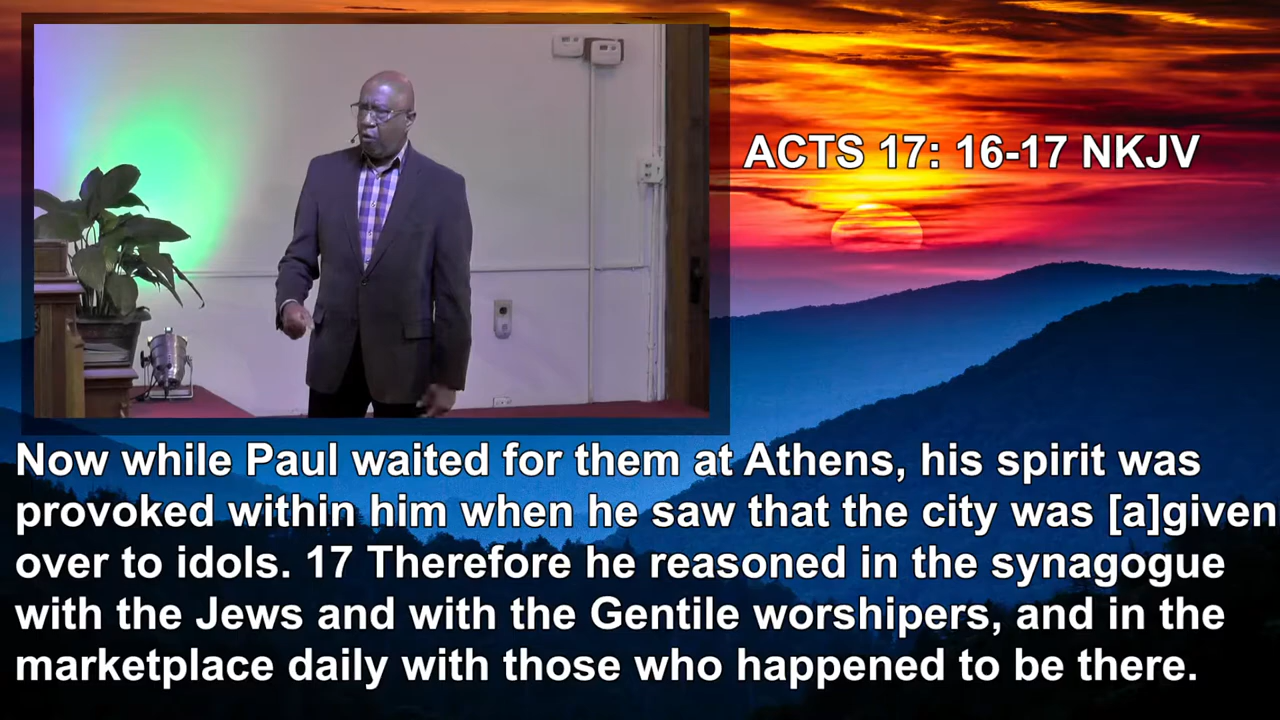 ACTS 17: 16-17 NKJV
Now while Paul waited for them at Athens, his spirit was
provoked within him when he saw that the city was [a]given
over to idols. 17 Therefore he reasoned in the synagogue
with the Jews and with the Gentile worshipers, and in the
marketplace daily with those who happened to be there.